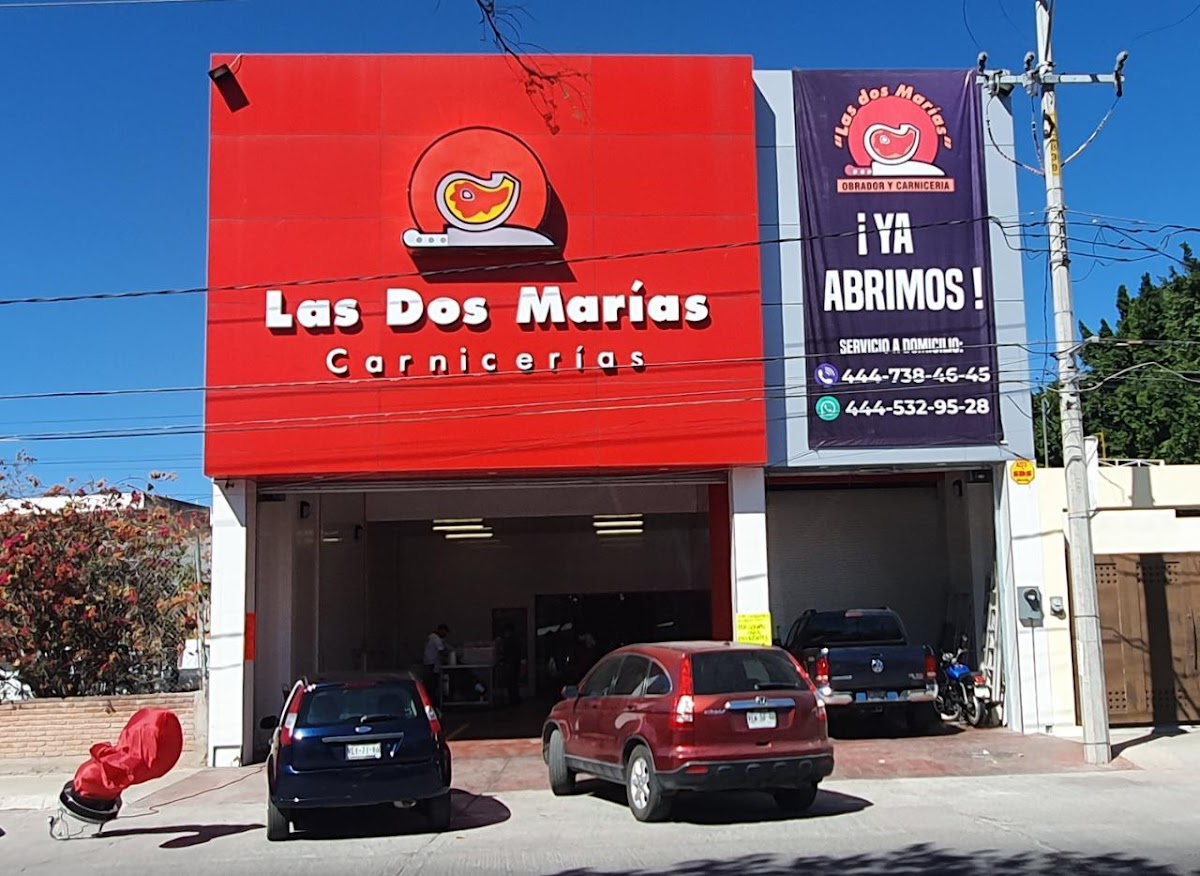 Las Dos Marías
Carnicerías
"Las dos Marías"
OBRADOR Y CARNICERIA
¡ YA
ABRIMOS !
SERVICIO A DOMICILIO:
444-738-46-45
444-532-95-28